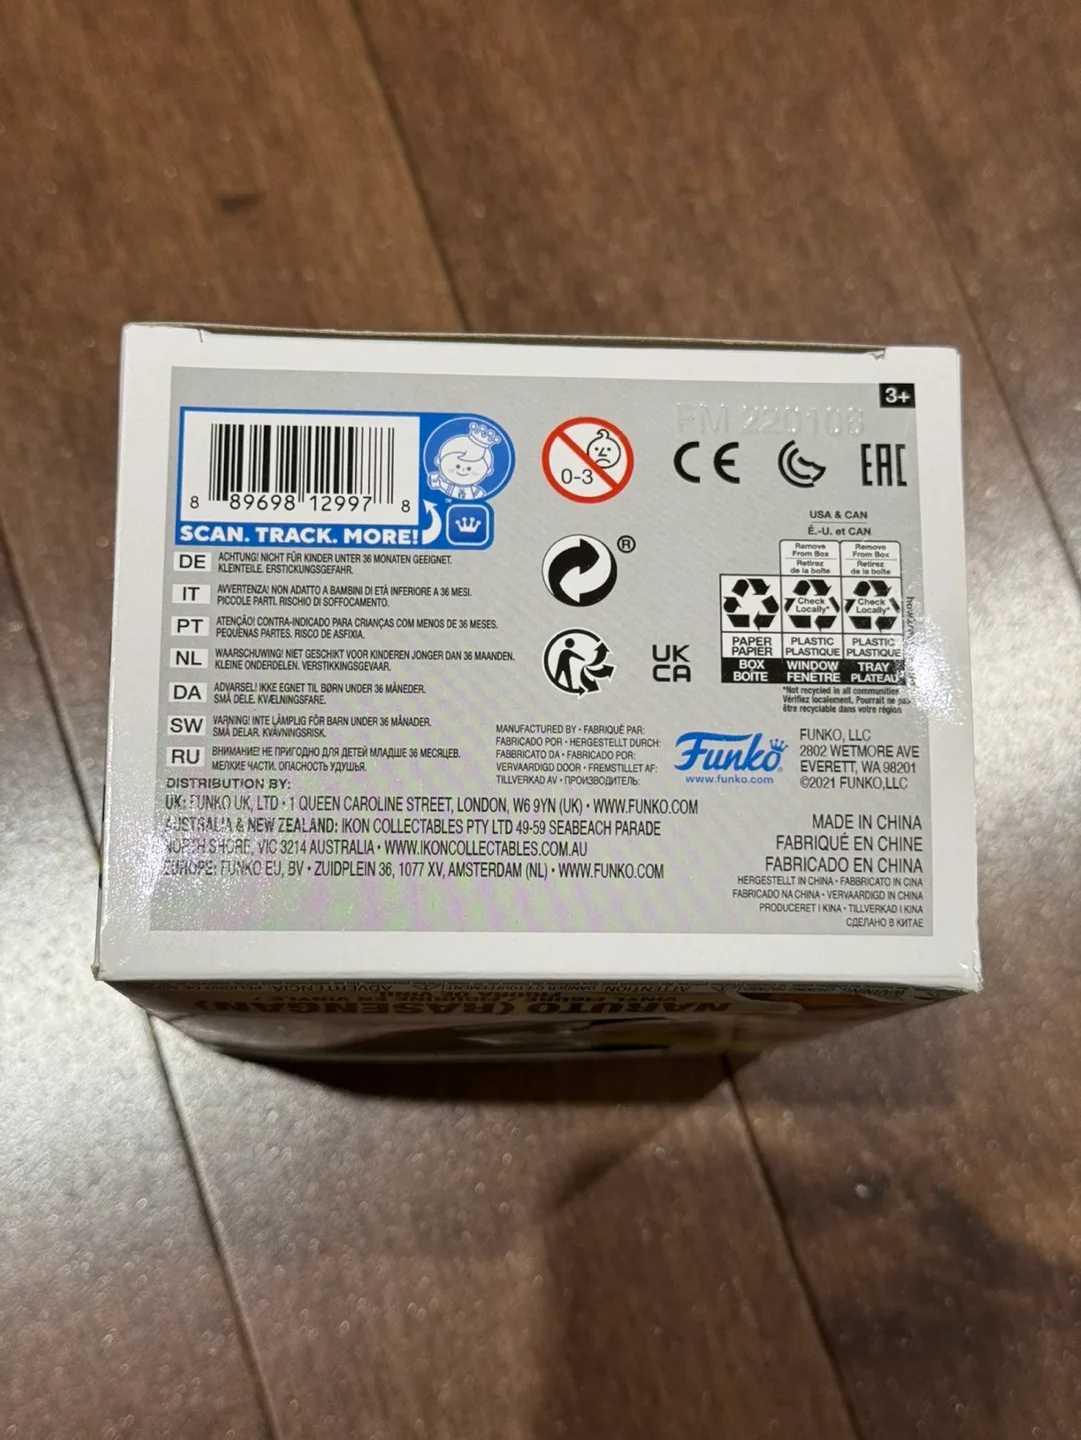 3+
FM 220106
8 89698 12997 8
SCAN. TRACK. MORE!
TM
0-3
CE
EAC
DE ACHTUNG! NICHT FÜR KINDER UNTER 36 MONATEN GEEIGNET.
KLEINTEILE. ERSTICKUNGSGEFAHR.
IT AVVERTENZA! NON ADATTO A BAMBINI DI ETÀ INFERIORE A 36 MESI.
PICCOLE PARTI. RISCHIO DI SOFFOCAMENTO.
PT ATENÇÃO! CONTRA-INDICADO PARA CRIANÇAS COM MENOS DE 36 MESES.
PEQUENAS PARTES. RISCO DE ASFIXIA.
NL WAARSCHUWING! NIET GESCHIKT VOOR KINDEREN JONGER DAN 36 MAANDEN.
KLEINE ONDERDELEN. VERSTIKKINGSGEVAAR.
DA ADVARSEL! IKKE EGNET TIL BØRN UNDER 36 MÅNEDER.
SMÅ DELE. KVÆLNINGSFARE.
SW VARNING! INTE LÄMPLIG FÖR BARN UNDER 36 MÅNADER.
SMÅ DELAR. KVÄVNINGSRISK.
RU ВНИМАНИЕ! НЕ ПРИГОДНО ДЛЯ ДЕТЕЙ МЛАДШЕ 36 МЕСЯЦЕВ.
МЕЛКИЕ ЧАСТИ. ОПАСНОСТЬ УДУШЬЯ.
®
UK
CA
USA & CAN
É.-U. et CAN
Remove From Box Retirez de la boîte
Remove From Box Retirez de la boîte
Check Locally*
Check Locally*
PAPER PAPIER
PLASTIC PLASTIQUE
PLASTIC PLASTIQUE
BOX BOÎTE
WINDOW FENÊTRE
TRAY PLATEAU
*Not recycled in all communities
Vérifiez localement. Pourrait ne pas
être recyclable dans votre région
MANUFACTURED BY • FABRIQUÉ PAR:
FABRICADO POR • HERGESTELLT DURCH:
FABBRICATO DA • FABRICADO POR:
VERVAARDIGD DOOR • FREMSTILLET AF:
TILLVERKAD AV • ПРОИЗВОДИТЕЛЬ:
Funko
www.funko.com
FUNKO, LLC
2802 WETMORE AVE
EVERETT, WA 98201
©2021 FUNKO,LLC
DISTRIBUTION BY:
UK: FUNKO UK, LTD • 1 QUEEN CAROLINE STREET, LONDON, W6 9YN (UK) • WWW.FUNKO.COM
AUSTRALIA & NEW ZEALAND: IKON COLLECTABLES PTY LTD 49-59 SEABEACH PARADE
NORTH SHORE, VIC 3214 AUSTRALIA • WWW.IKONCOLLECTABLES.COM.AU
EUROPE: FUNKO EU, BV • ZUIDPLEIN 36, 1077 XV, AMSTERDAM (NL) • WWW.FUNKO.COM
MADE IN CHINA
FABRIQUÉ EN CHINE
FABRICADO EN CHINA
HERGESTELLT IN CHINA • FABBRICATO IN CINA
FABRICADO NA CHINA • VERVAARDIGD IN CHINA
PRODUCERET I KINA • TILLVERKAD I KINA
СДЕЛАНО В КИТАЕ
NARUTO (RASENGAN)